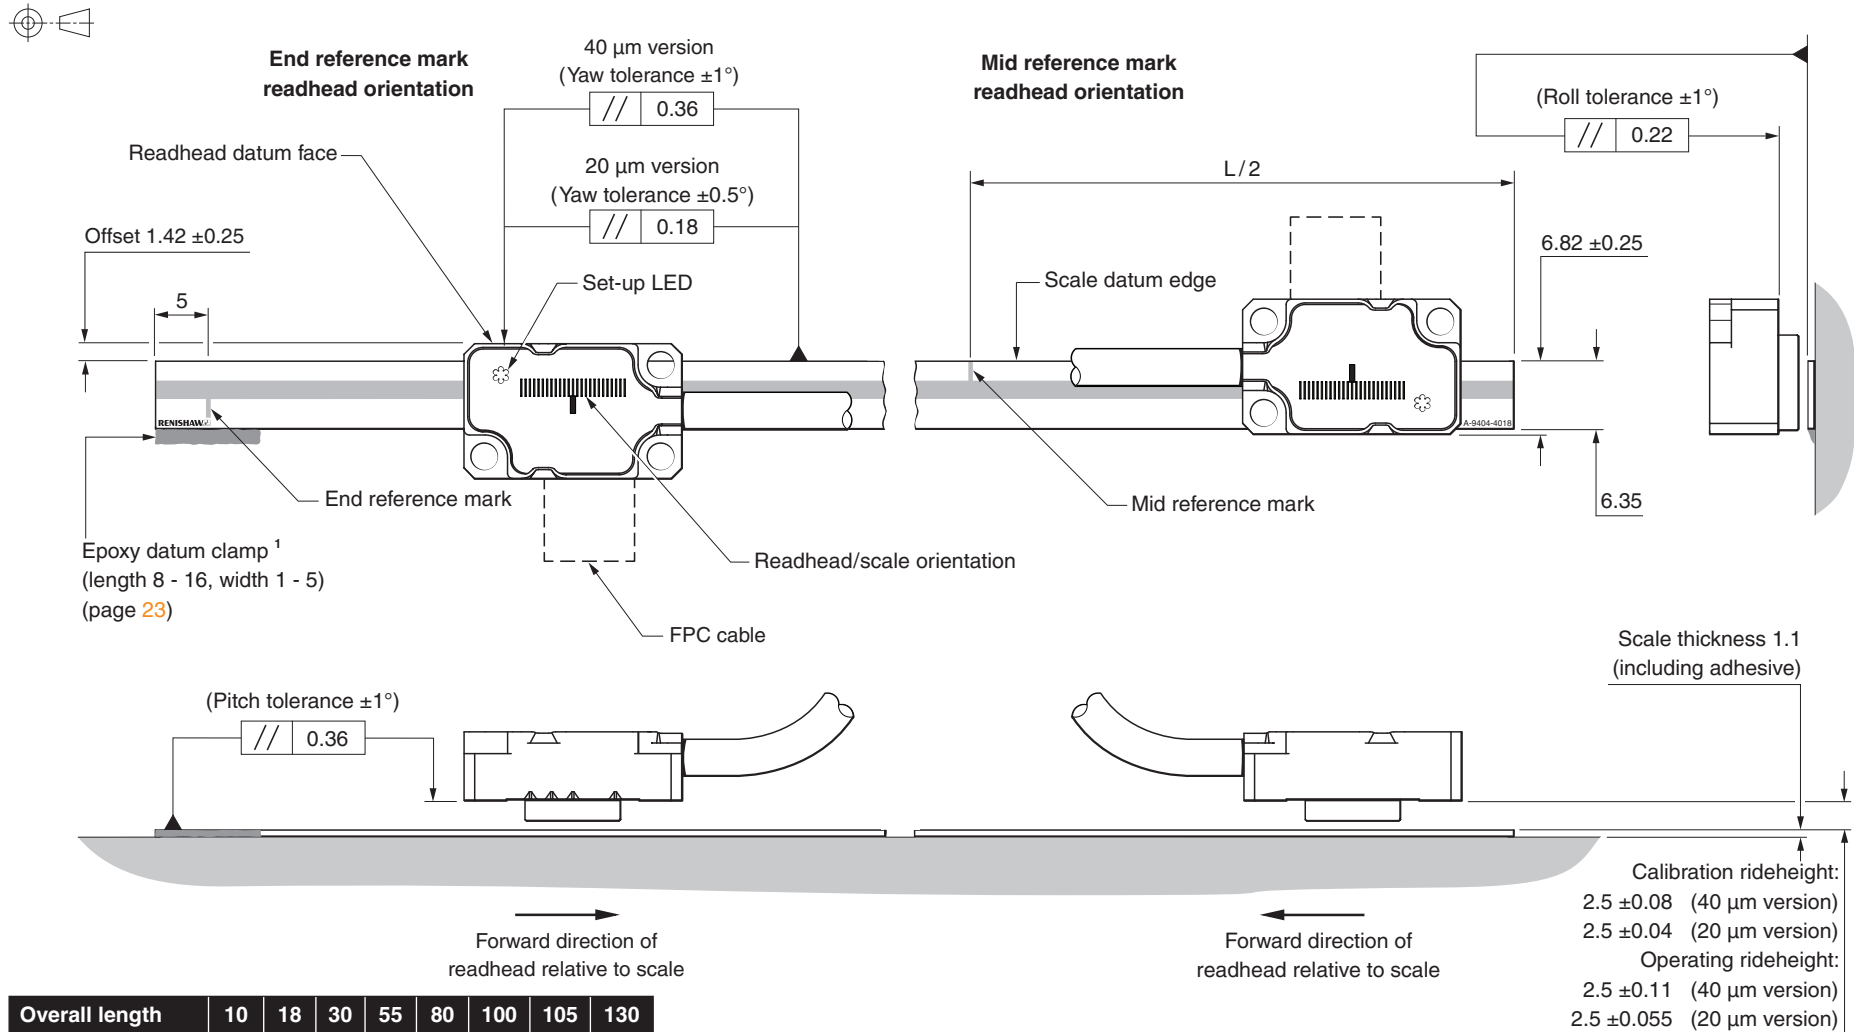 End reference mark
readhead orientation
40 µm version
(Yaw tolerance ±1°)
// 0.36
20 µm version
(Yaw tolerance ±0.5°)
// 0.18
Mid reference mark
readhead orientation
(Roll tolerance ±1°)
// 0.22
Readhead datum face
L/2
Offset 1.42 ±0.25
6.82 ±0.25
5
Set-up LED
Scale datum edge
RENISHAW
A-9404-4018
End reference mark
Mid reference mark
6.35
Epoxy datum clamp 1
(length 8 - 16, width 1 - 5)
(page 23)
Readhead/scale orientation
FPC cable
Scale thickness 1.1
(including adhesive)
(Pitch tolerance ±1°)
// 0.36
Forward direction of
readhead relative to scale
Forward direction of
readhead relative to scale
Calibration rideheight:
2.5 ±0.08 (40 µm version)
2.5 ±0.04 (20 µm version)
Operating rideheight:
2.5 ±0.11 (40 µm version)
2.5 ±0.055 (20 µm version)
Overall length 10 18 30 55 80 100 105 130